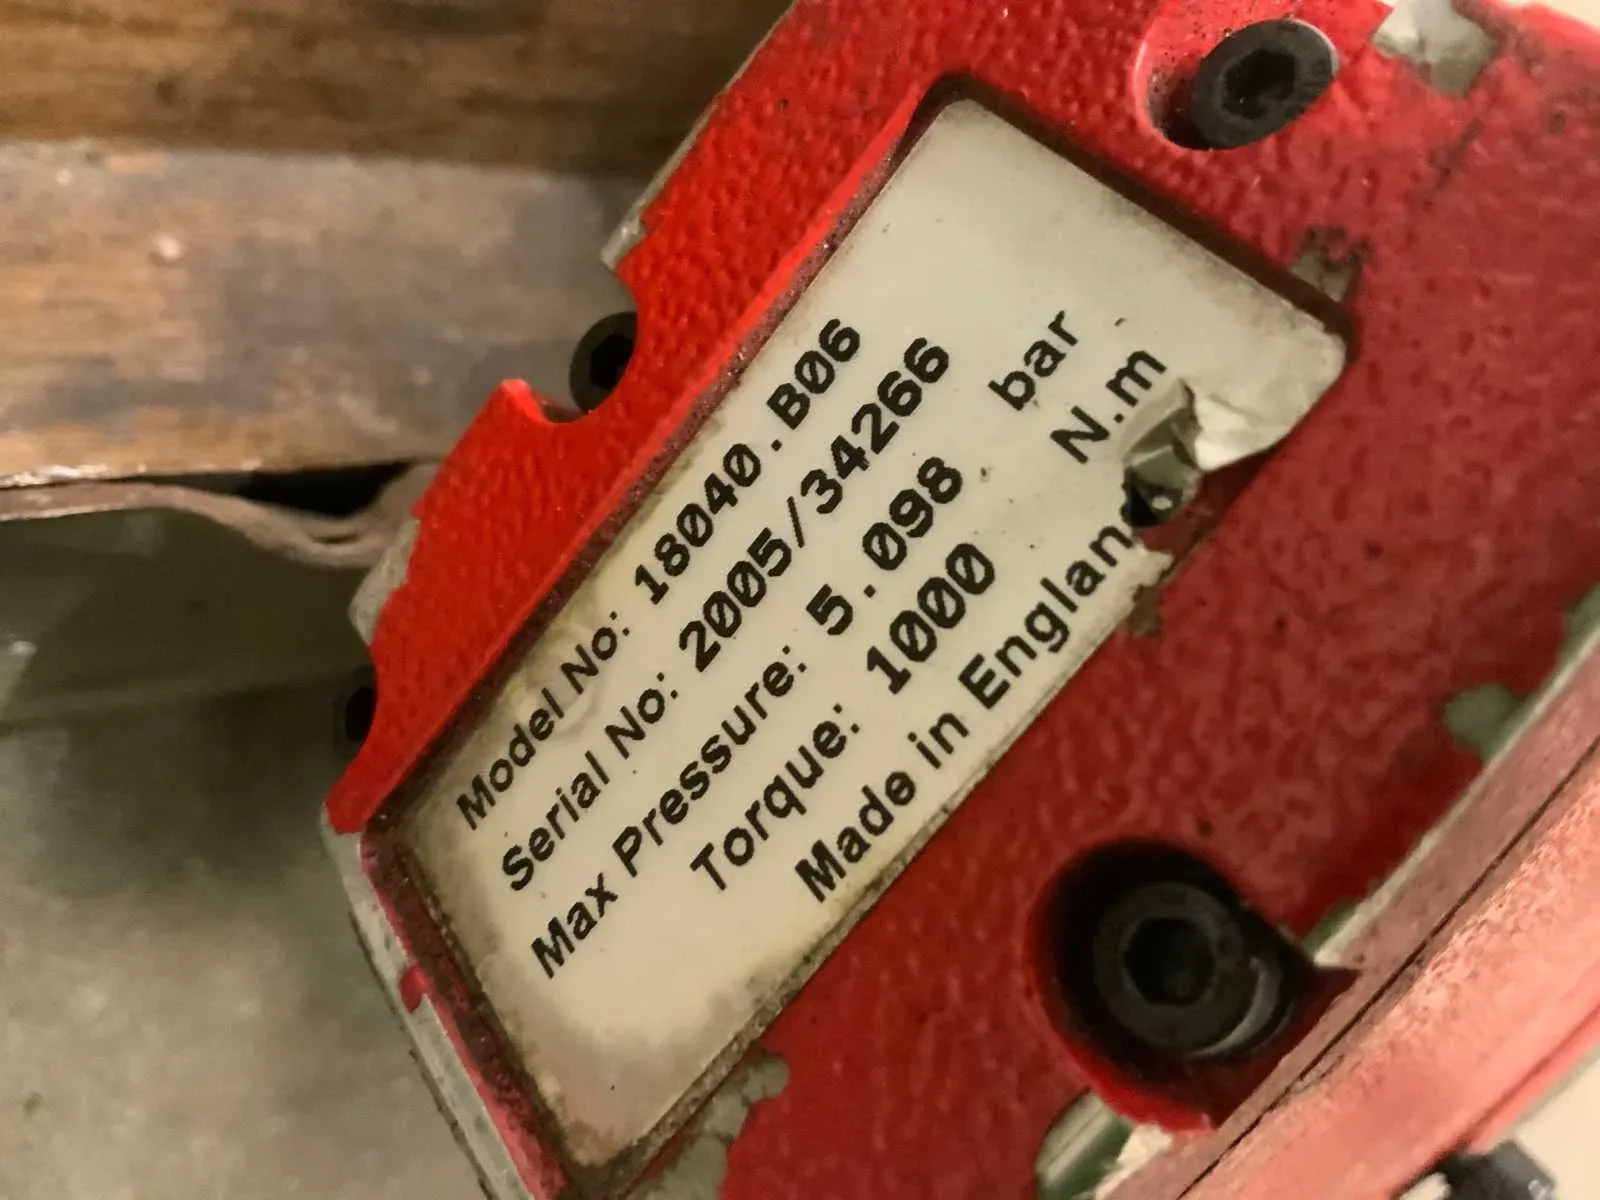 Model No: 18040.B06
Serial No: 2005/34266
Max Pressure: 5.098 bar
Torque: 1000 N.m
Made in England